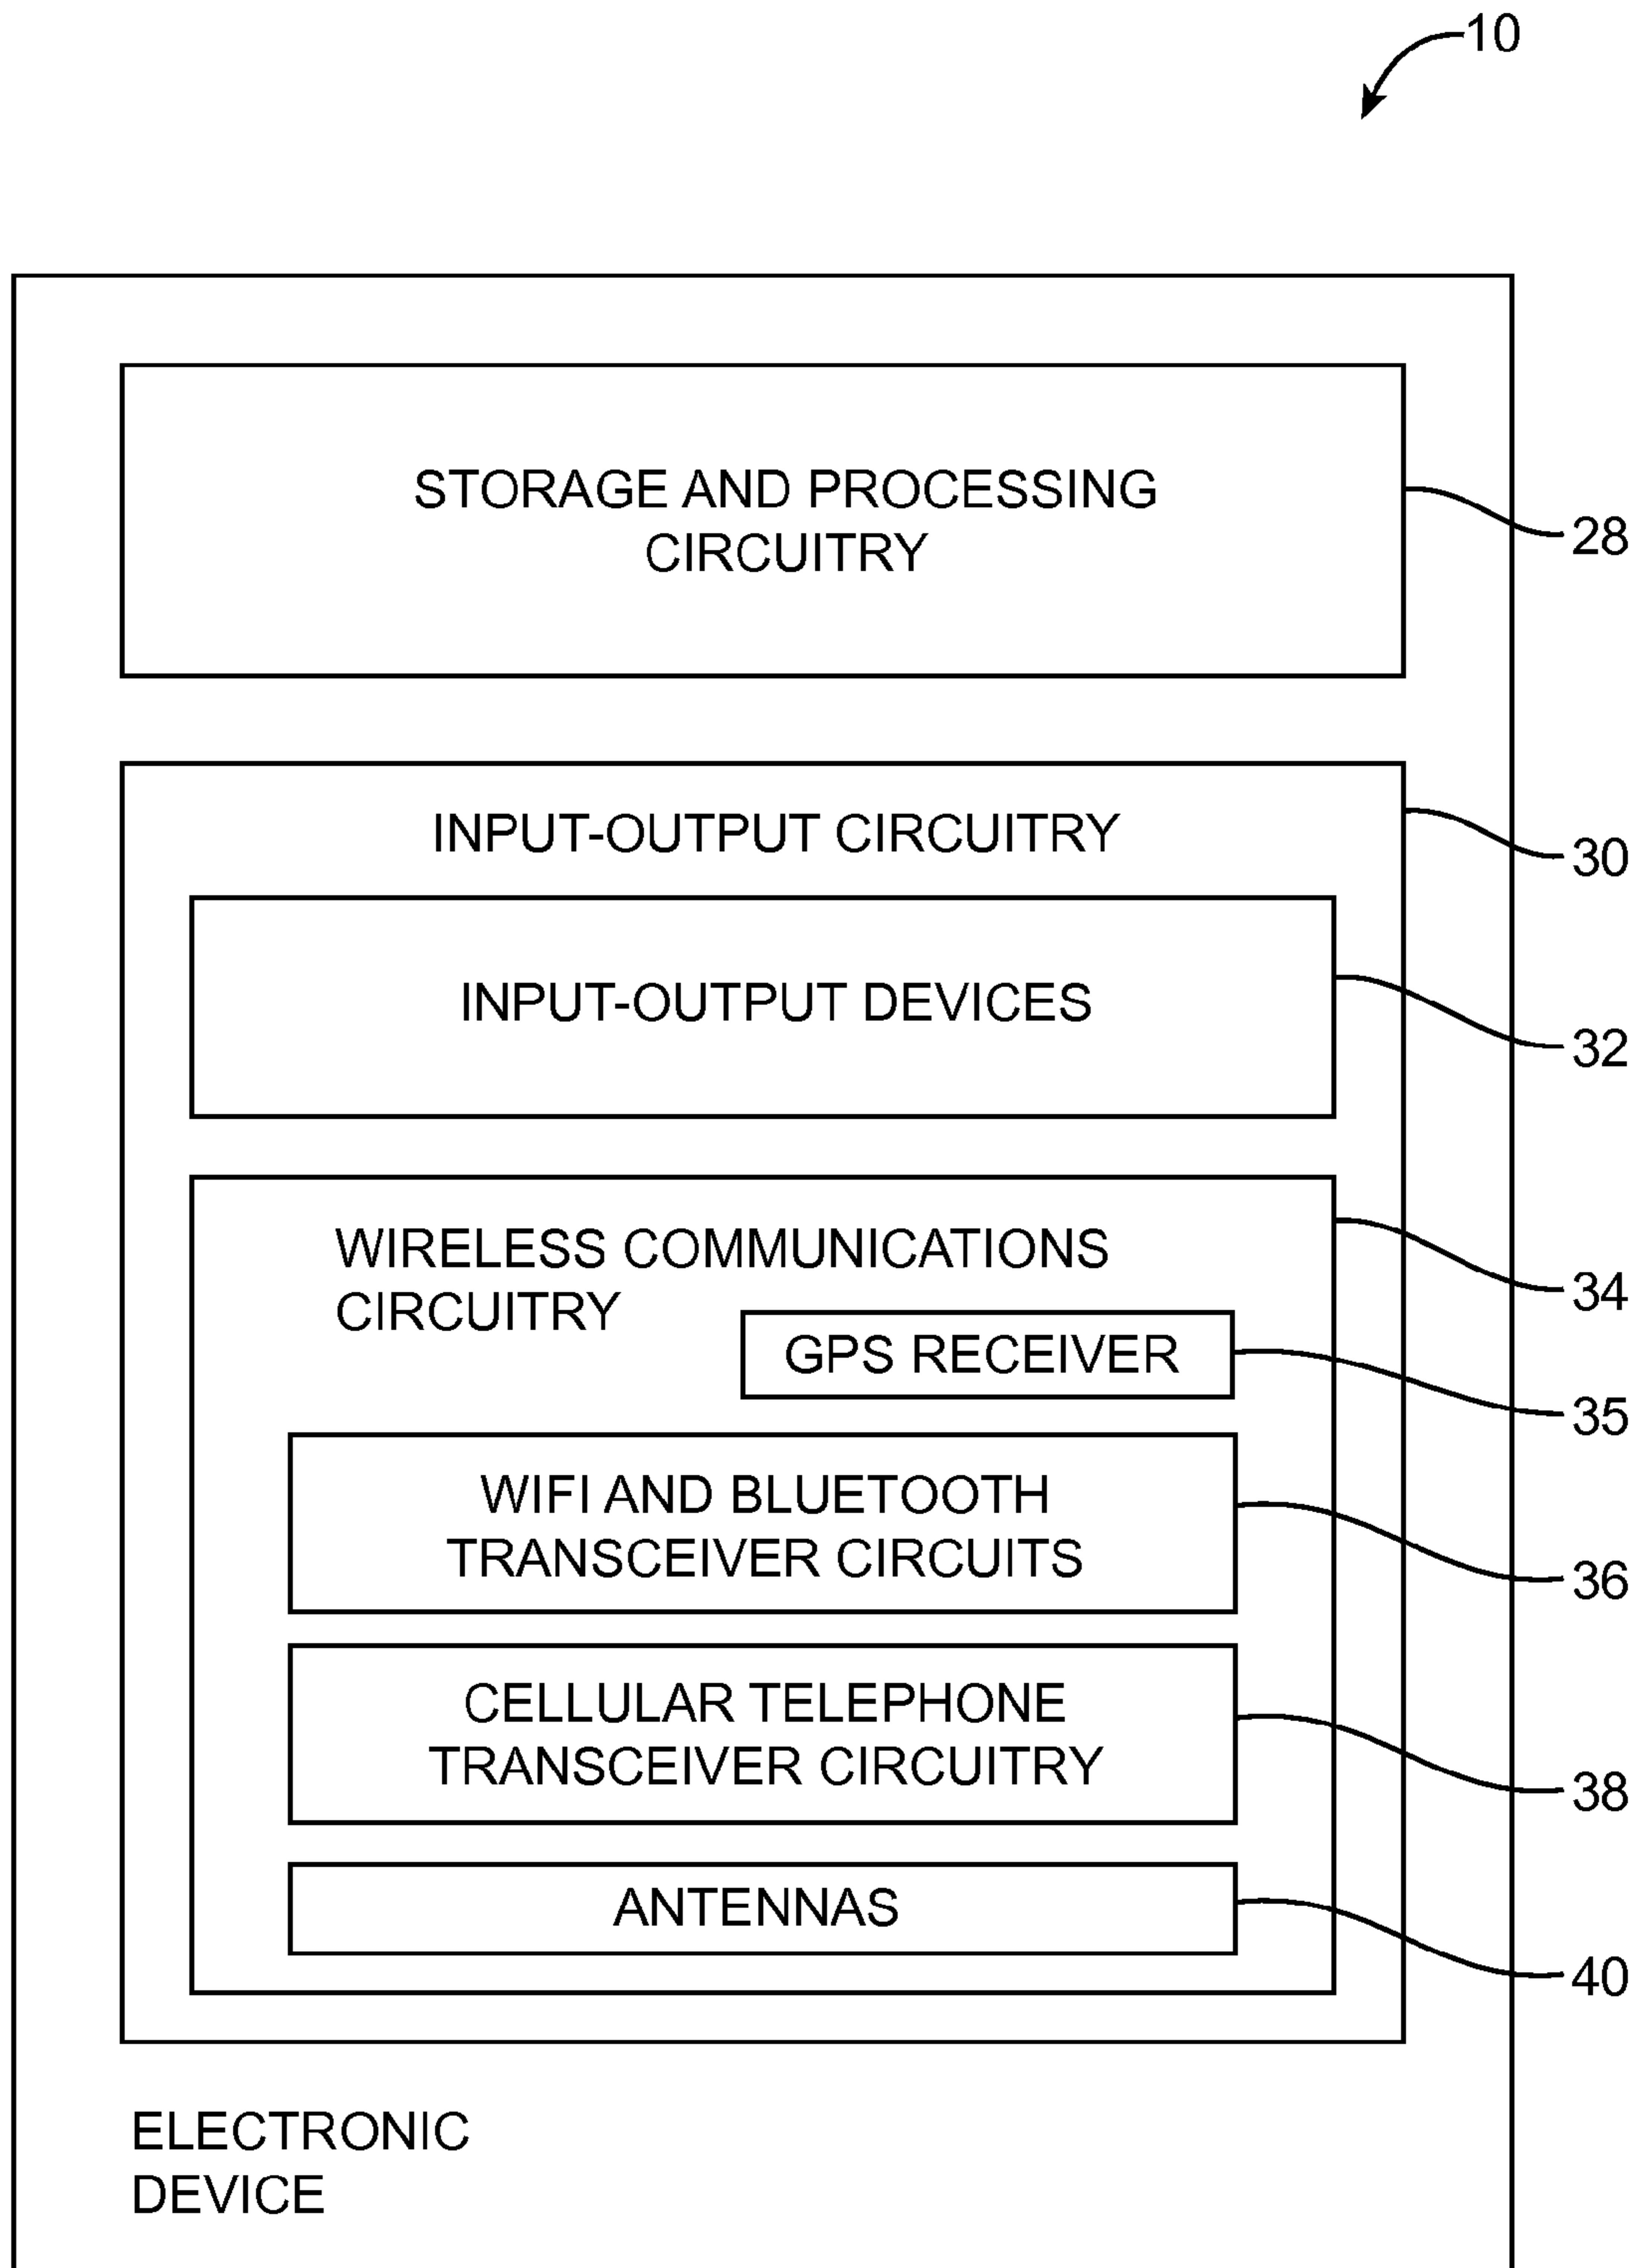 10
STORAGE AND PROCESSING
CIRCUITRY
28
INPUT-OUTPUT CIRCUITRY
30
INPUT-OUTPUT DEVICES
32
WIRELESS COMMUNICATIONS
CIRCUITRY
34
GPS RECEIVER
35
WIFI AND BLUETOOTH
TRANSCEIVER CIRCUITS
36
CELLULAR TELEPHONE
TRANSCEIVER CIRCUITRY
38
ANTENNAS
40
ELECTRONIC
DEVICE